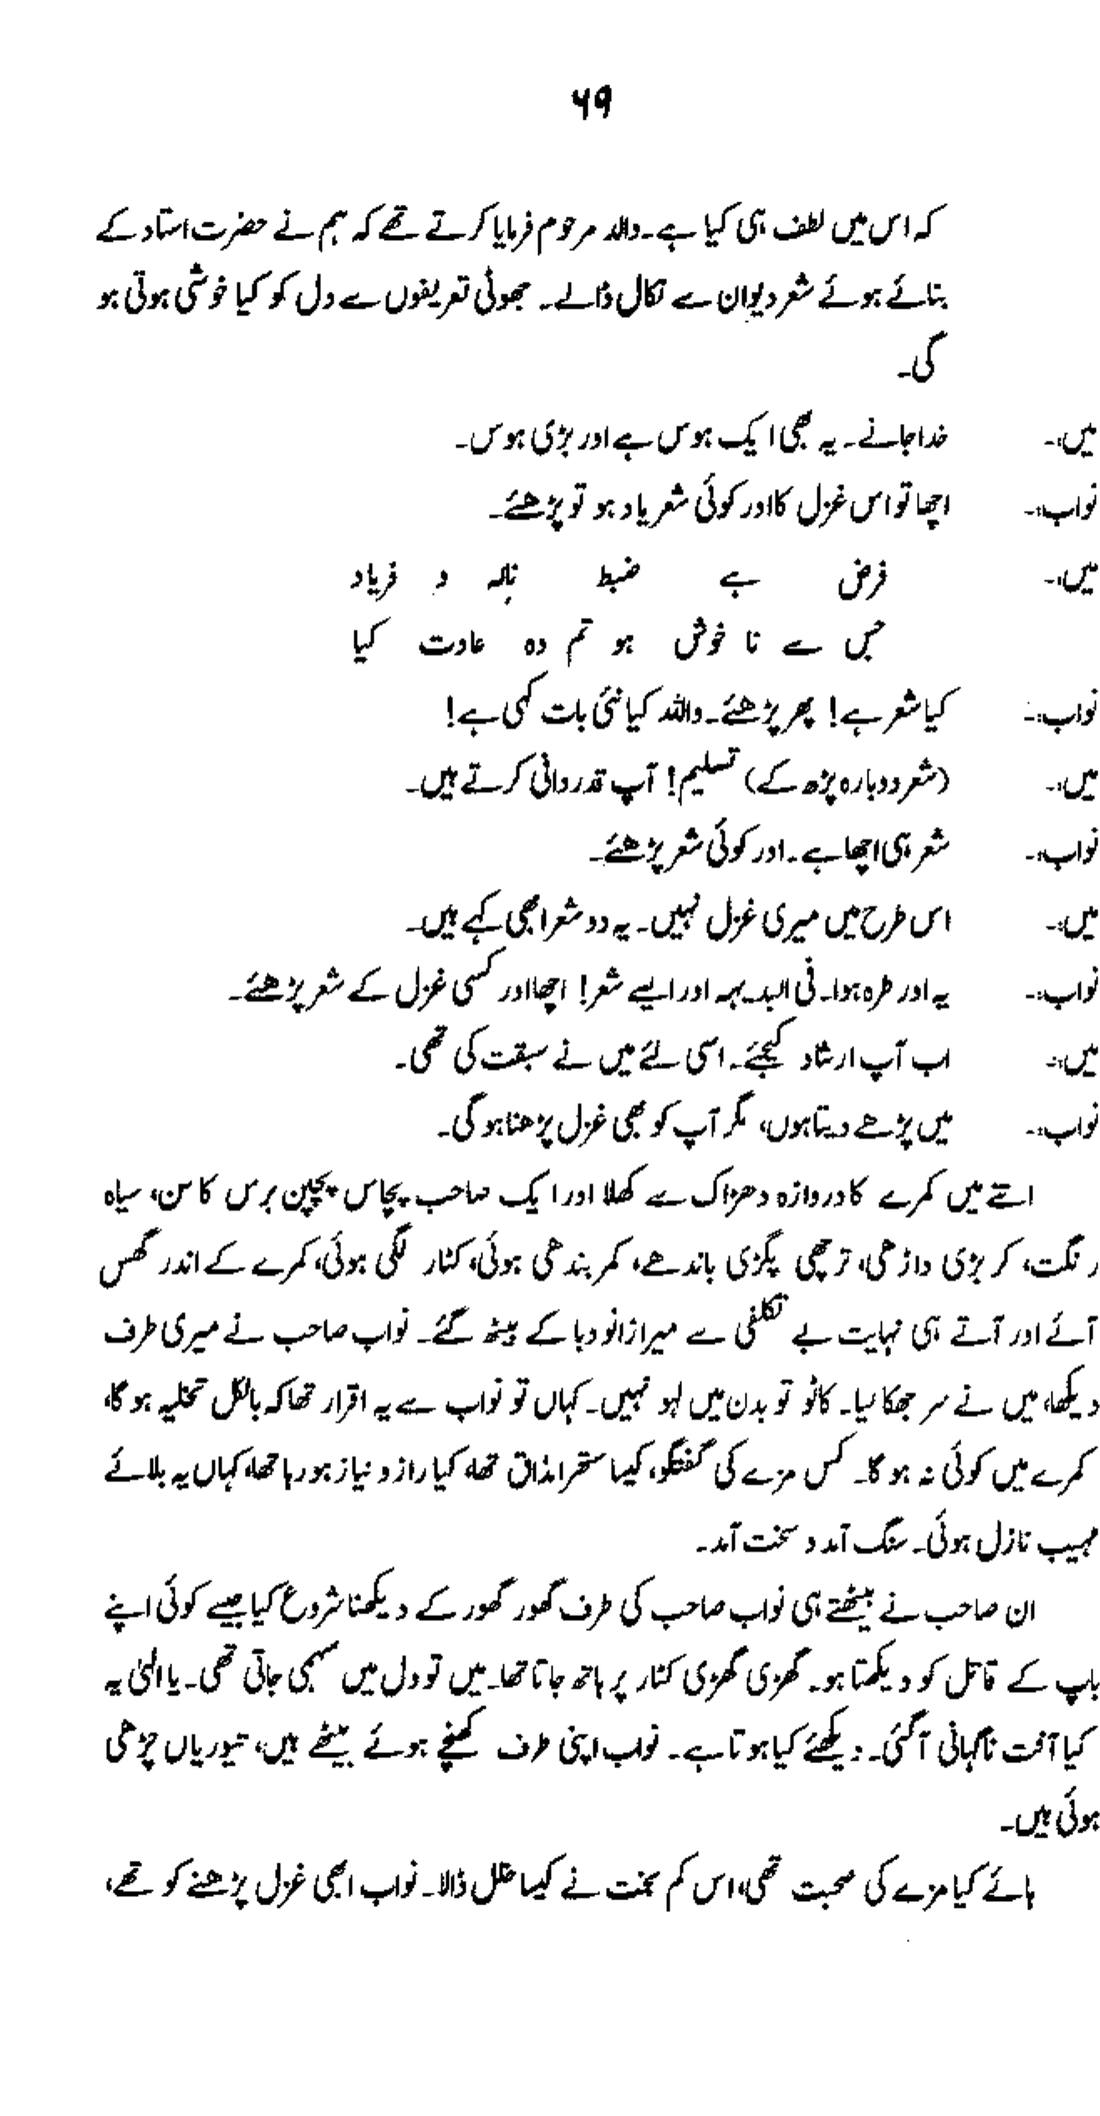 ۶۹
کہ اس میں لطف ہی کیا ہے۔ والد مرحوم فرمایا کرتے تھے کہ ہم نے حضرت استاد کے
بنائے ہوئے شعر دیوان سے نکال ڈالے۔ جھوٹی تعریفوں سے دل کو کیا خوشی ہوتی ہو
گی۔
میں:۔ خدا جانے۔ یہ بھی ایک ہوس ہے اور بڑی ہوس۔
نواب:۔ اچھا تو اس غزل کا اور کوئی شعر یاد ہو تو پڑھئے۔
میں:۔ فرض ہے ضبط نالہ و فریاد
جس سے نا خوش ہو تم وہ عادت کیا
نواب:۔ کیا شعر ہے! پھر پڑھئے۔ واللہ کیا نئی بات کہی ہے!
میں:۔ (شعر دوبارہ پڑھ کے) تسلیم! آپ قدردانی کرتے ہیں۔
نواب:۔ شعر ہی اچھا ہے۔ اور کوئی شعر پڑھئے۔
میں:۔ اس طرح میں میری غزل نہیں۔ یہ دو شعر ابھی کہے ہیں۔
نواب:۔ یہ اور طرہ ہوا۔ فی البدیہہ اور ایسے شعر! اچھا اور کسی غزل کے شعر پڑھئے۔
میں:۔ اب آپ ارشاد کیجئے۔ اسی لئے میں نے سبقت کی تھی۔
نواب:۔ میں پڑھے دیتا ہوں، مگر آپ کو بھی غزل پڑھنا ہو گی۔
اتنے میں کمرے کا دروازہ دھڑاک سے کھلا اور ایک صاحب پچاس پچپن برس کا سن، سیاہ
رنگت، کر بڑی داڑھی، ترچھی پگڑی باندھے، کمر بندھی ہوئی، کٹار لگی ہوئی، کمرے کے اندر گھس
آئے اور آتے ہی نہایت بے تکلفی سے میرا زانو دبا کے بیٹھ گئے۔ نواب صاحب نے میری طرف
دیکھا، میں نے سر جھکا لیا۔ کاٹو تو بدن میں لہو نہیں۔ کہاں تو نواب سے یہ اقرار تھا کہ بالکل تخلیہ ہو گا،
کمرے میں کوئی نہ ہو گا۔ کس مزے کی گفتگو، کیسا ستھرا مذاق تھا، کیا راز و نیاز ہو رہا تھا، کہاں یہ بلائے
مہیب نازل ہوئی۔ سنگ آمد و سخت آمد۔
ان صاحب نے بیٹھتے ہی نواب صاحب کی طرف گھور گھور کے دیکھنا شروع کیا جیسے کوئی اپنے
باپ کے قاتل کو دیکھتا ہو۔ گھڑی گھڑی کٹار پر ہاتھ جاتا تھا۔ میں تو دل میں سہمی جاتی تھی۔ یا الٰہی یہ
کیا آفت ناگہانی آ گئی۔ دیکھئے کیا ہوتا ہے۔ نواب اپنی طرف کھنچے ہوئے بیٹھے ہیں، تیوریاں چڑھی
ہوئی ہیں۔
ہائے کیا مزے کی صحبت تھی، اس کم بخت نے کیسا خلل ڈالا۔ نواب ابھی غزل پڑھنے کو تھے،